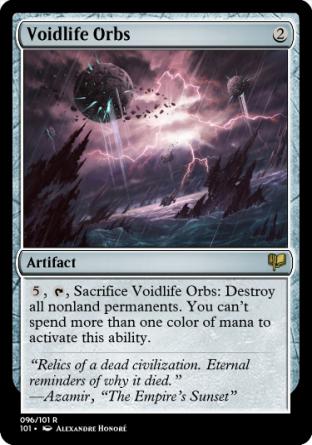 Voidlife Orbs 2
Artifact
5, T, Sacrifice Voidlife Orbs: Destroy
all nonland permanents. You can't
spend more than one color of mana to
activate this ability.
"Relics of a dead civilization. Eternal
reminders of why it died."
—Azamir, "The Empire's Sunset"
096/101 R
101 • Alexandre Honoré